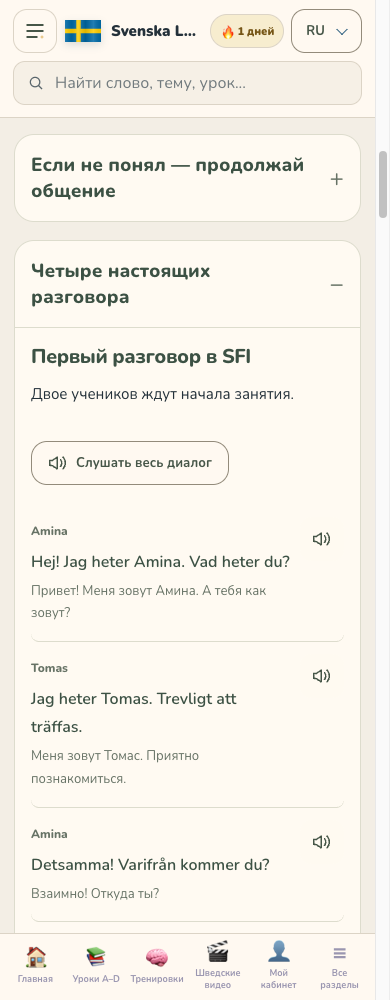 Svenska L...
🔥 1 дней
RU
Найти слово, тему, урок...
Если не понял — продолжай
общение
Четыре настоящих
разговора
Первый разговор в SFI
Двое учеников ждут начала занятия.
Слушать весь диалог
Amina
Hej! Jag heter Amina. Vad heter du?
Привет! Меня зовут Амина. А тебя как
зовут?
Tomas
Jag heter Tomas. Trevligt att
träffas.
Меня зовут Томас. Приятно
познакомиться.
Amina
Detsamma! Varifrån kommer du?
Взаимно! Откуда ты?
Главная
Уроки A–D
Тренировки
Шведские
видео
Мой
кабинет
Все
разделы